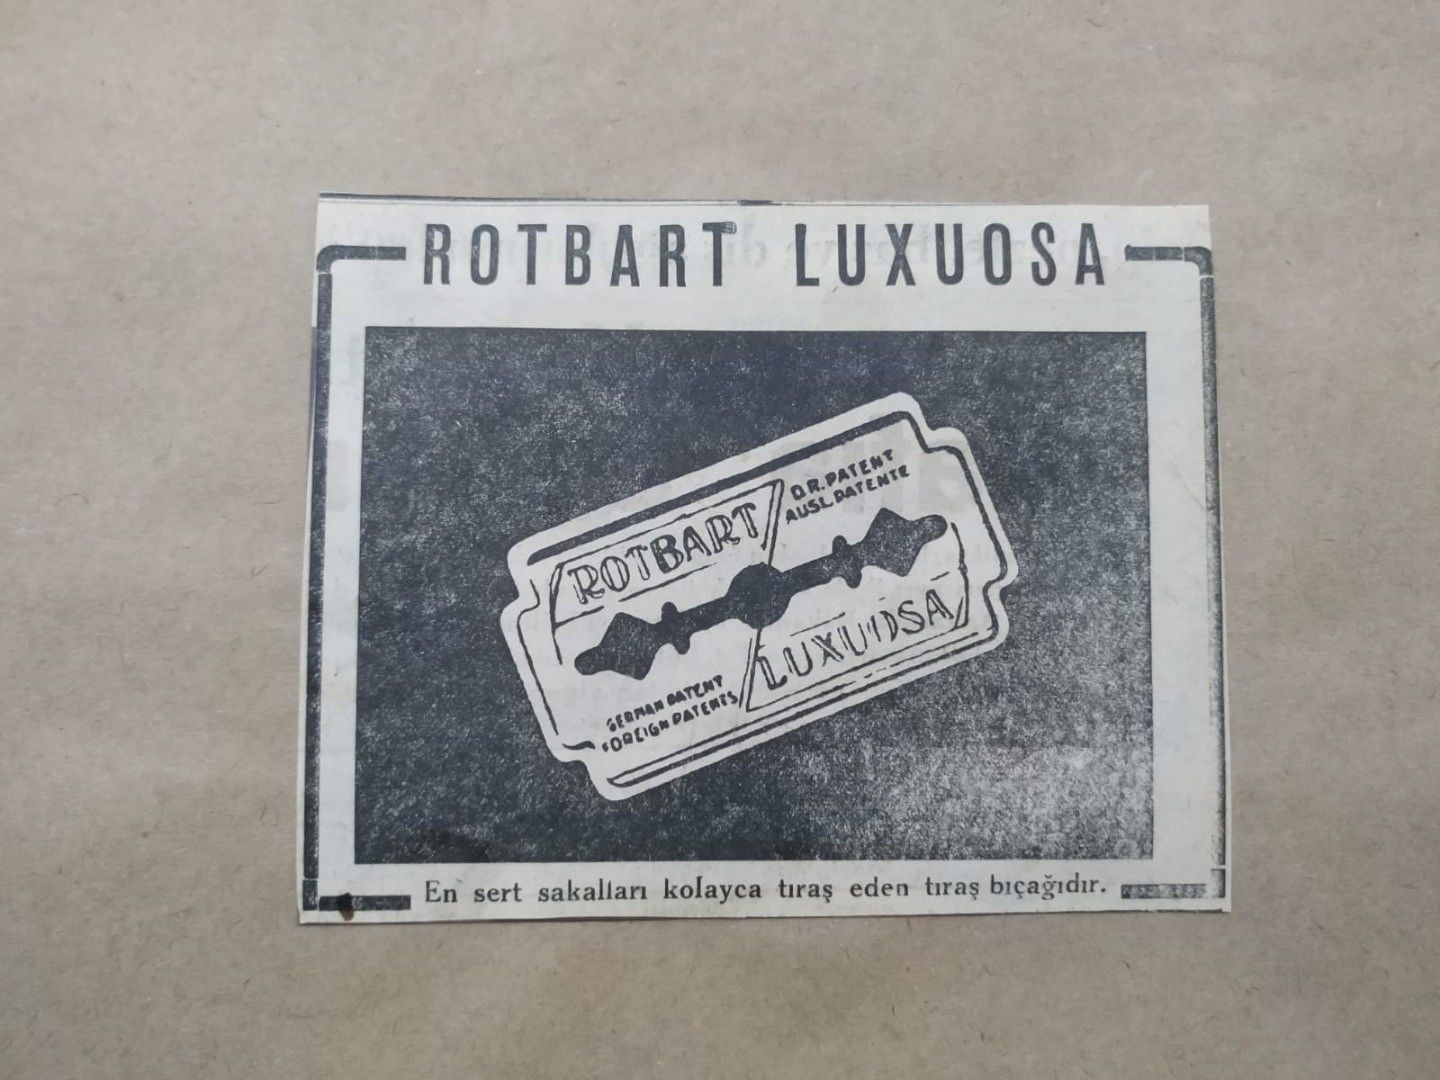 ROTBART LUXUOSA
D.R. PATENT
AUSL. PATENTE
ROTBART
LUXUOSA
GERMAN PATENT
FOREIGN PATENTS
En sert sakalları kolayca tıraş eden tıraş bıçağıdır.